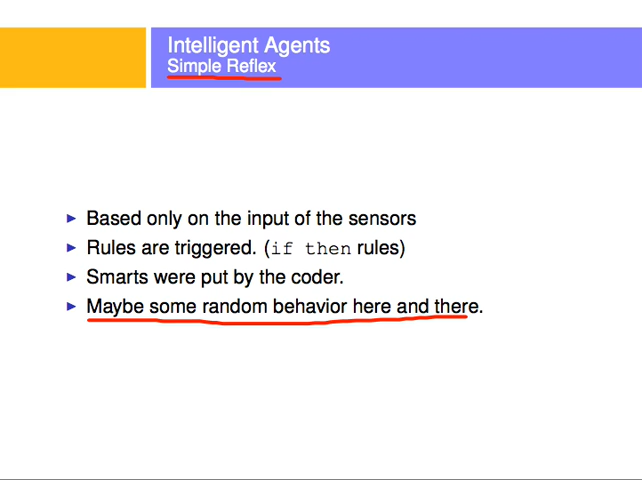 Intelligent Agents
Simple Reflex
Based only on the input of the sensors
Rules are triggered. (if then rules)
Smarts were put by the coder.
Maybe some random behavior here and there.